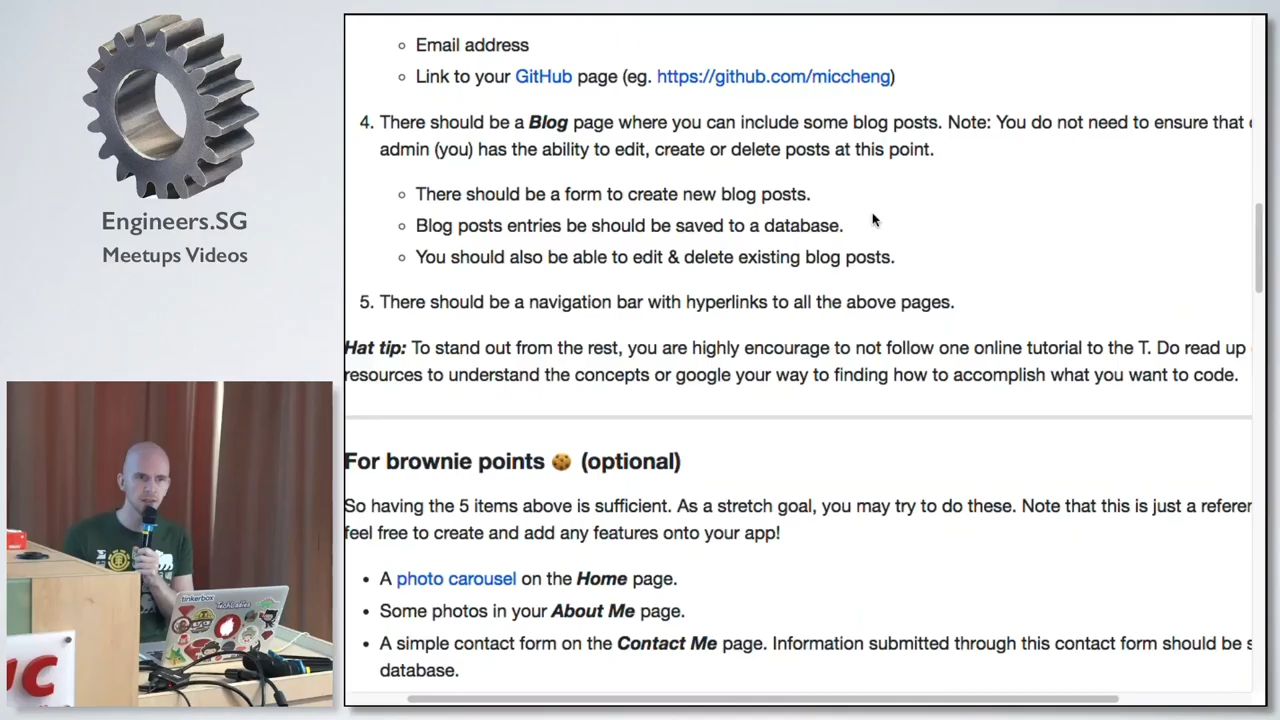 Email address
Link to your GitHub page (eg. https://github.com/miccheng)
4. There should be a Blog page where you can include some blog posts. Note: You do not need to ensure that
admin (you) has the ability to edit, create or delete posts at this point.
There should be a form to create new blog posts.
Blog posts entries be should be saved to a database.
You should also be able to edit & delete existing blog posts.
5. There should be a navigation bar with hyperlinks to all the above pages.
Hat tip: To stand out from the rest, you are highly encourage to not follow one online tutorial to the T. Do read up
resources to understand the concepts or google your way to finding how to accomplish what you want to code.
For brownie points 🍪 (optional)
So having the 5 items above is sufficient. As a stretch goal, you may try to do these. Note that this is just a referen
feel free to create and add any features onto your app!
A photo carousel on the Home page.
Some photos in your About Me page.
A simple contact form on the Contact Me page. Information submitted through this contact form should be s
database.
Engineers.SG
Meetups Videos
tinkerbox
TechLadies